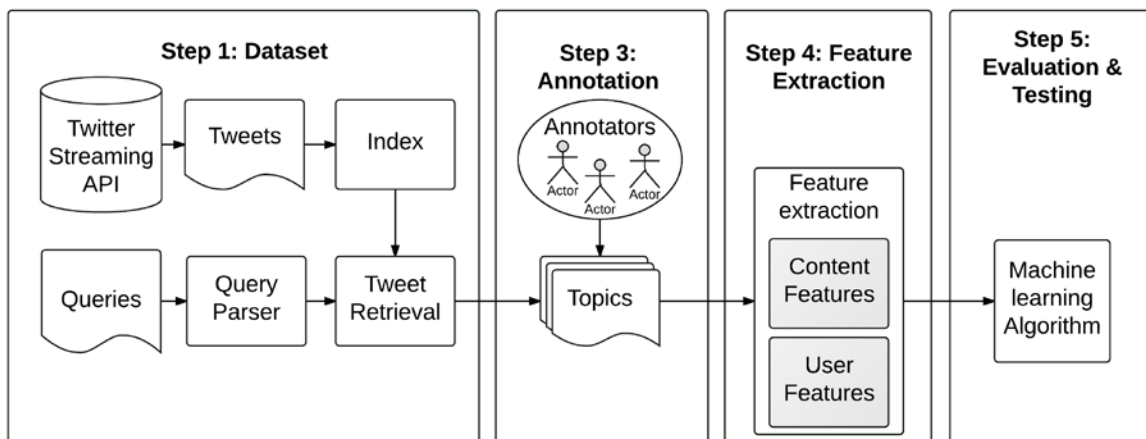 Step 1: Dataset
Twitter
Streaming
API
Tweets
Index
Queries
Query
Parser
Tweet
Retrieval
Step 3:
Annotation
Annotators
Actor
Actor
Actor
Topics
Step 4: Feature
Extraction
Feature
extraction
Content
Features
User
Features
Step 5:
Evaluation &
Testing
Machine
learning
Algorithm